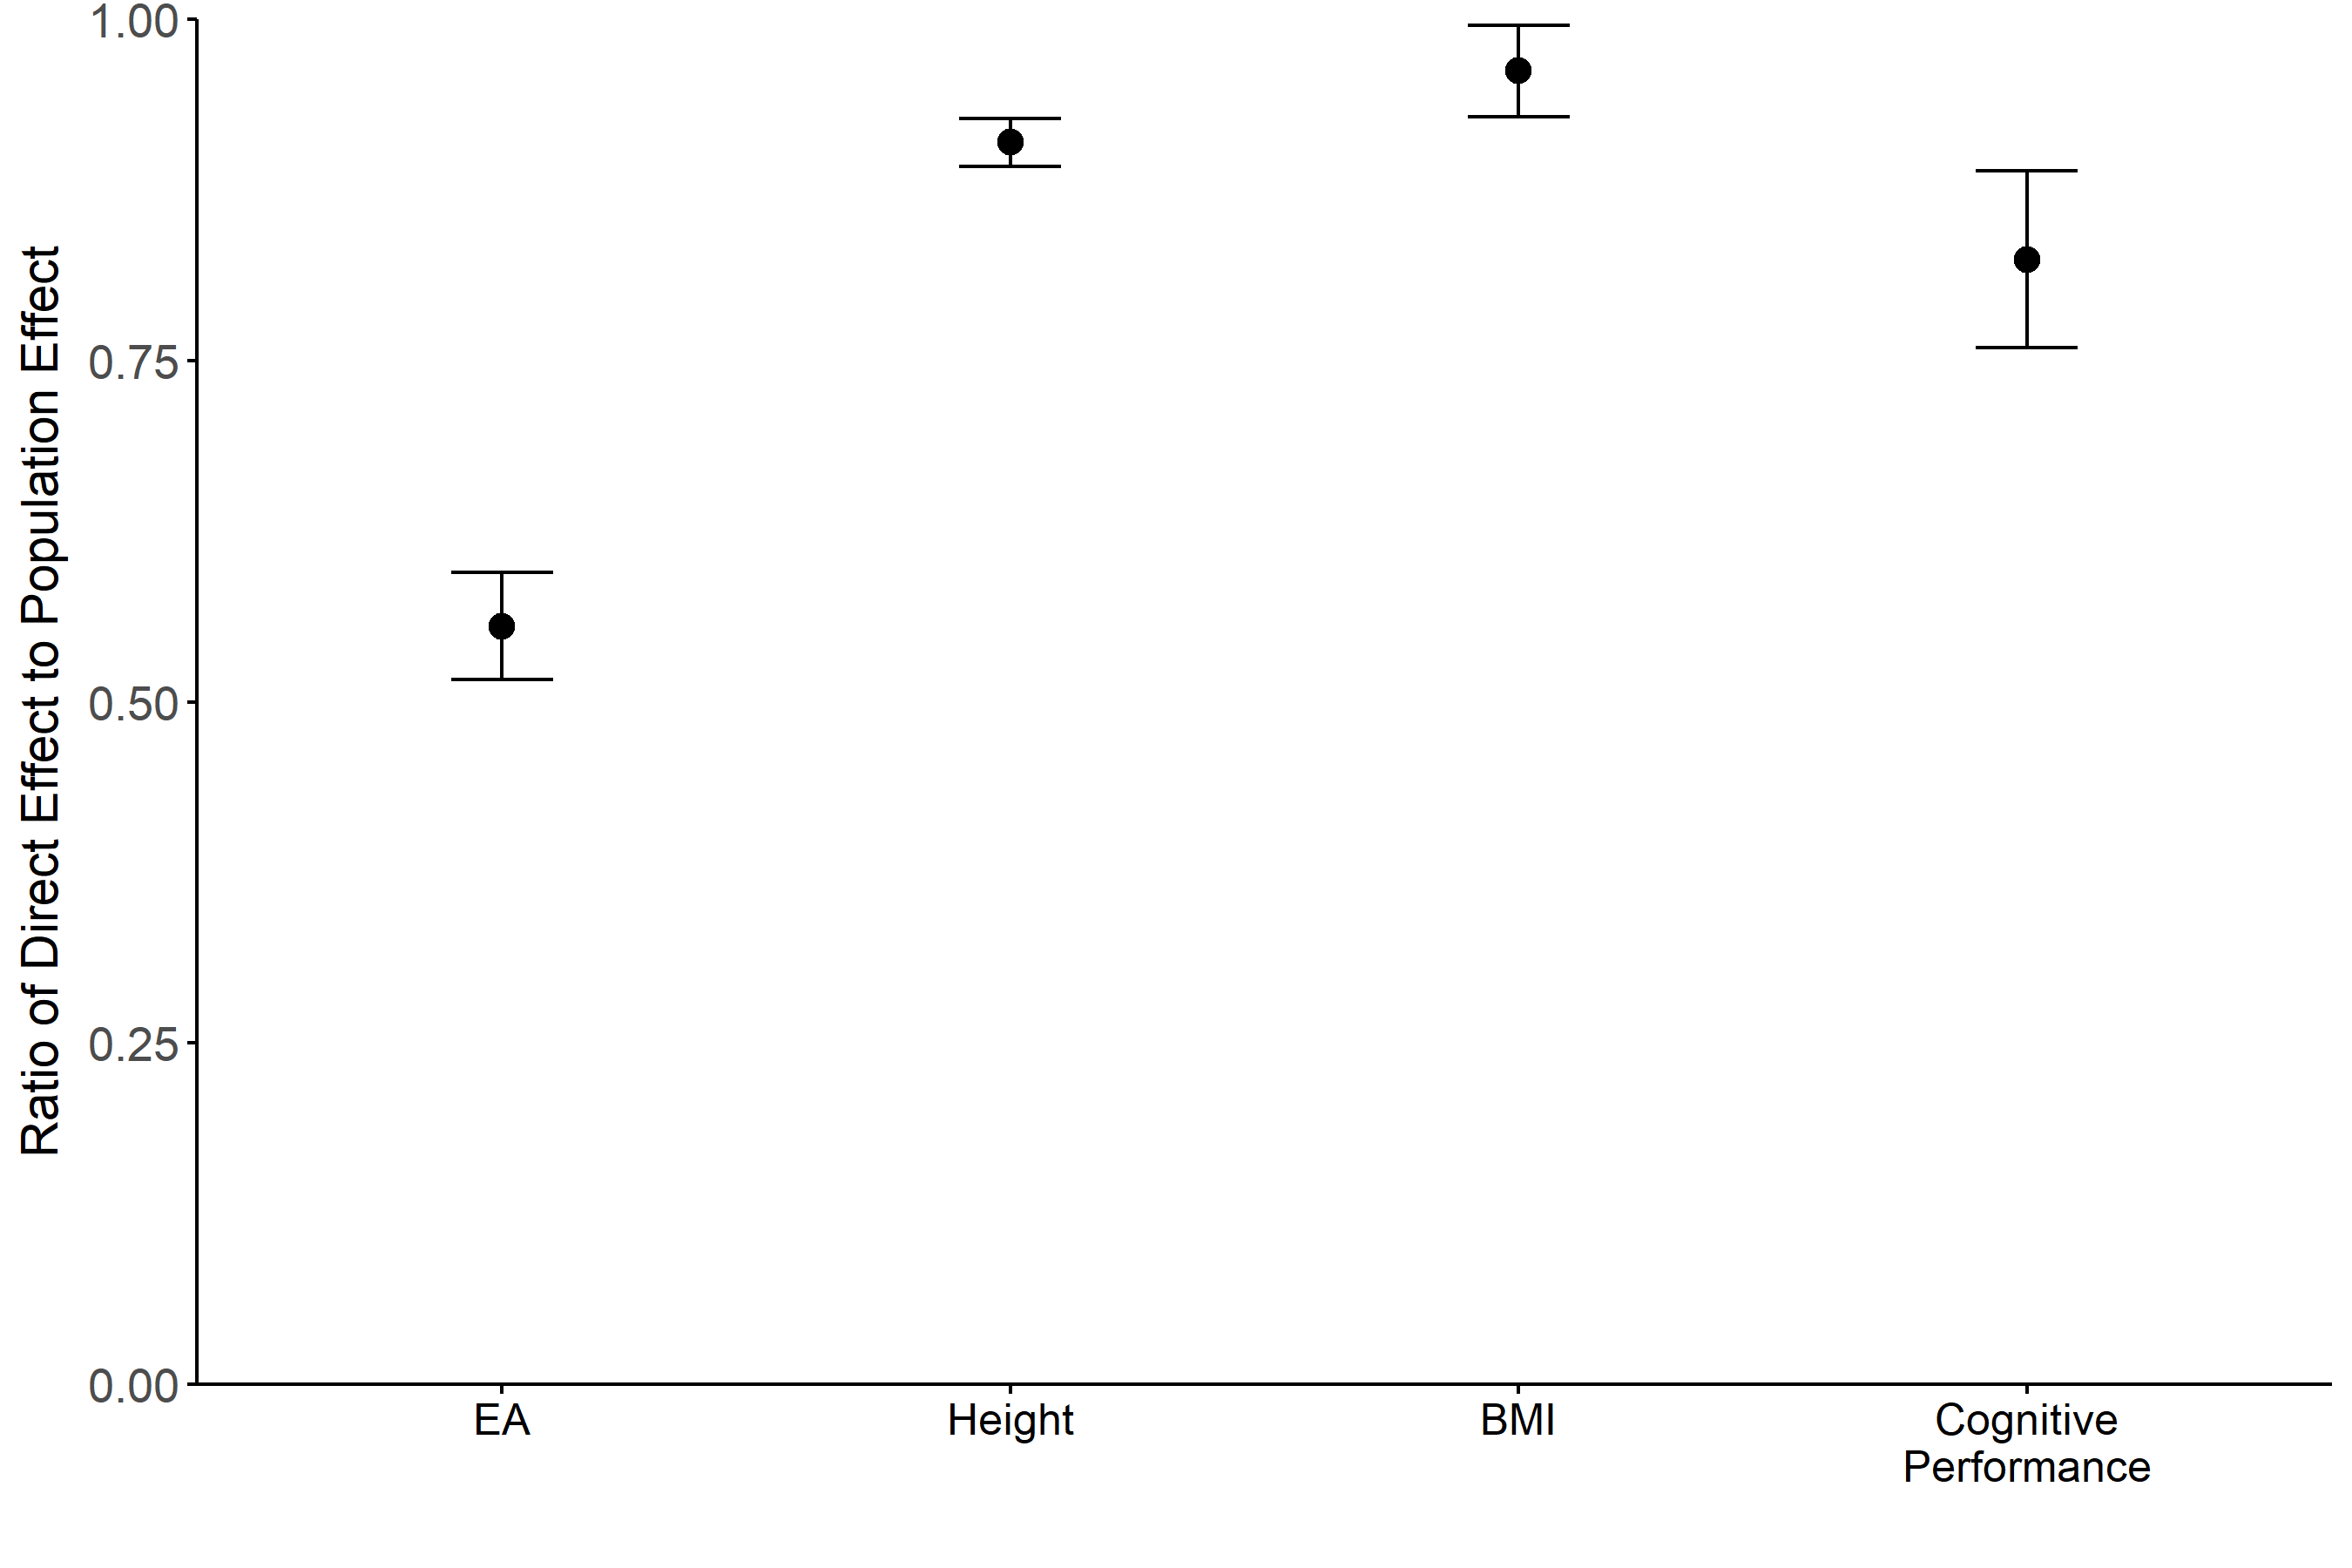 Ratio of Direct Effect to Population Effect
1.00
0.75
0.50
0.25
0.00
EA
Height
BMI
Cognitive
Performance